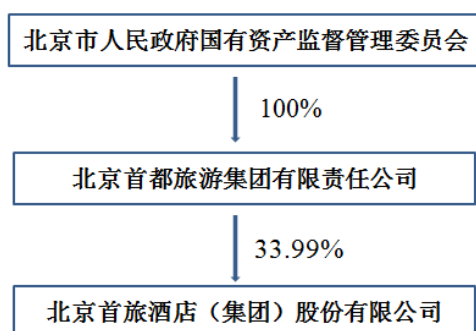 北京市人民政府国有资产监督管理委员会
100%
北京首都旅游集团有限责任公司
33.99%
北京首旅酒店（集团）股份有限公司